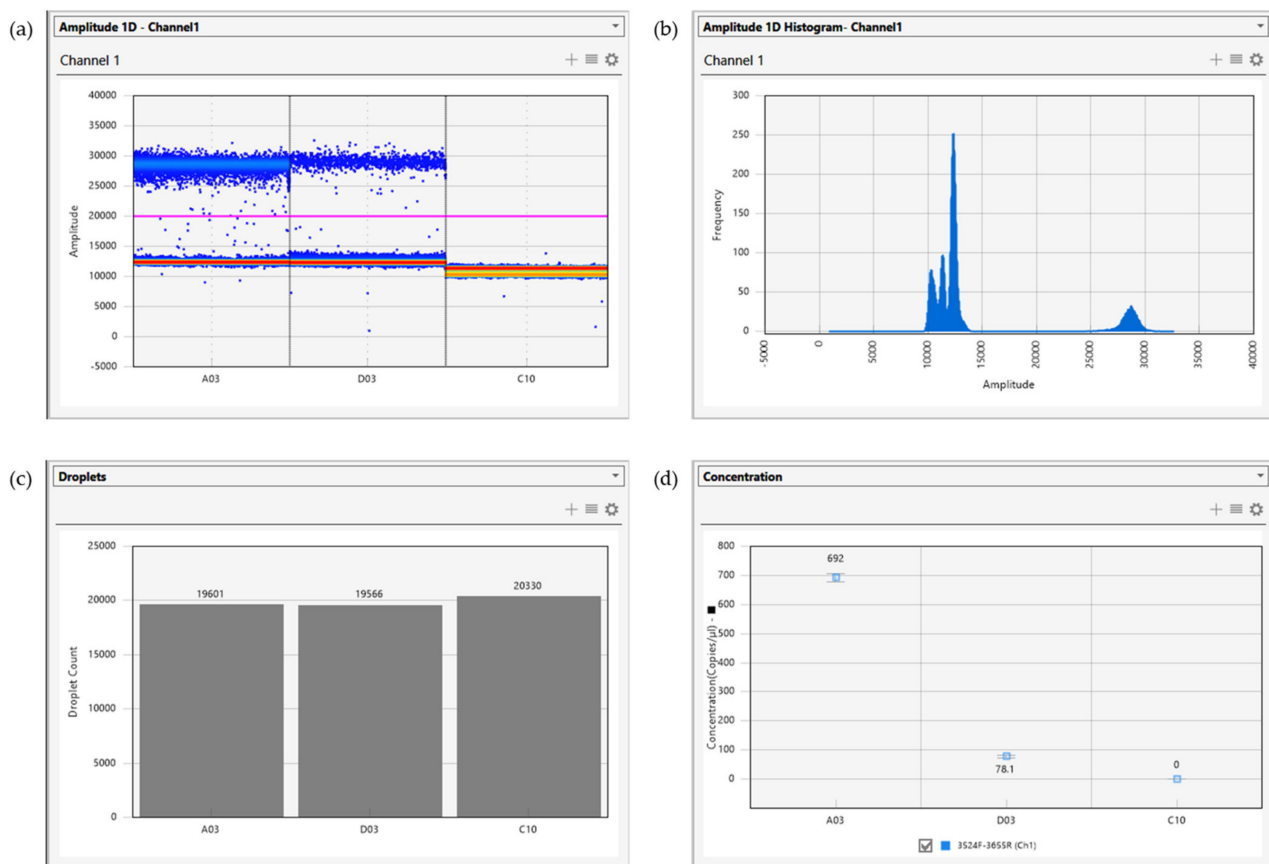 (a)
Amplitude 1D - Channel1
Channel 1
40000
35000
30000
25000
20000
15000
10000
5000
0
-5000
Amplitude
A03
D03
C10
(b)
Amplitude 1D Histogram- Channel1
Channel 1
300
250
200
150
100
50
0
Frequency
-5000
0
5000
10000
15000
20000
25000
30000
35000
40000
Amplitude
(c)
Droplets
25000
20000
15000
10000
5000
0
Droplet Count
19601
19566
20330
A03
D03
C10
(d)
Concentration
800
700
600
500
400
300
200
100
0
Concentration(Copies/µl) -
692
78.1
0
A03
D03
C10
3S24F-3655R (Ch1)